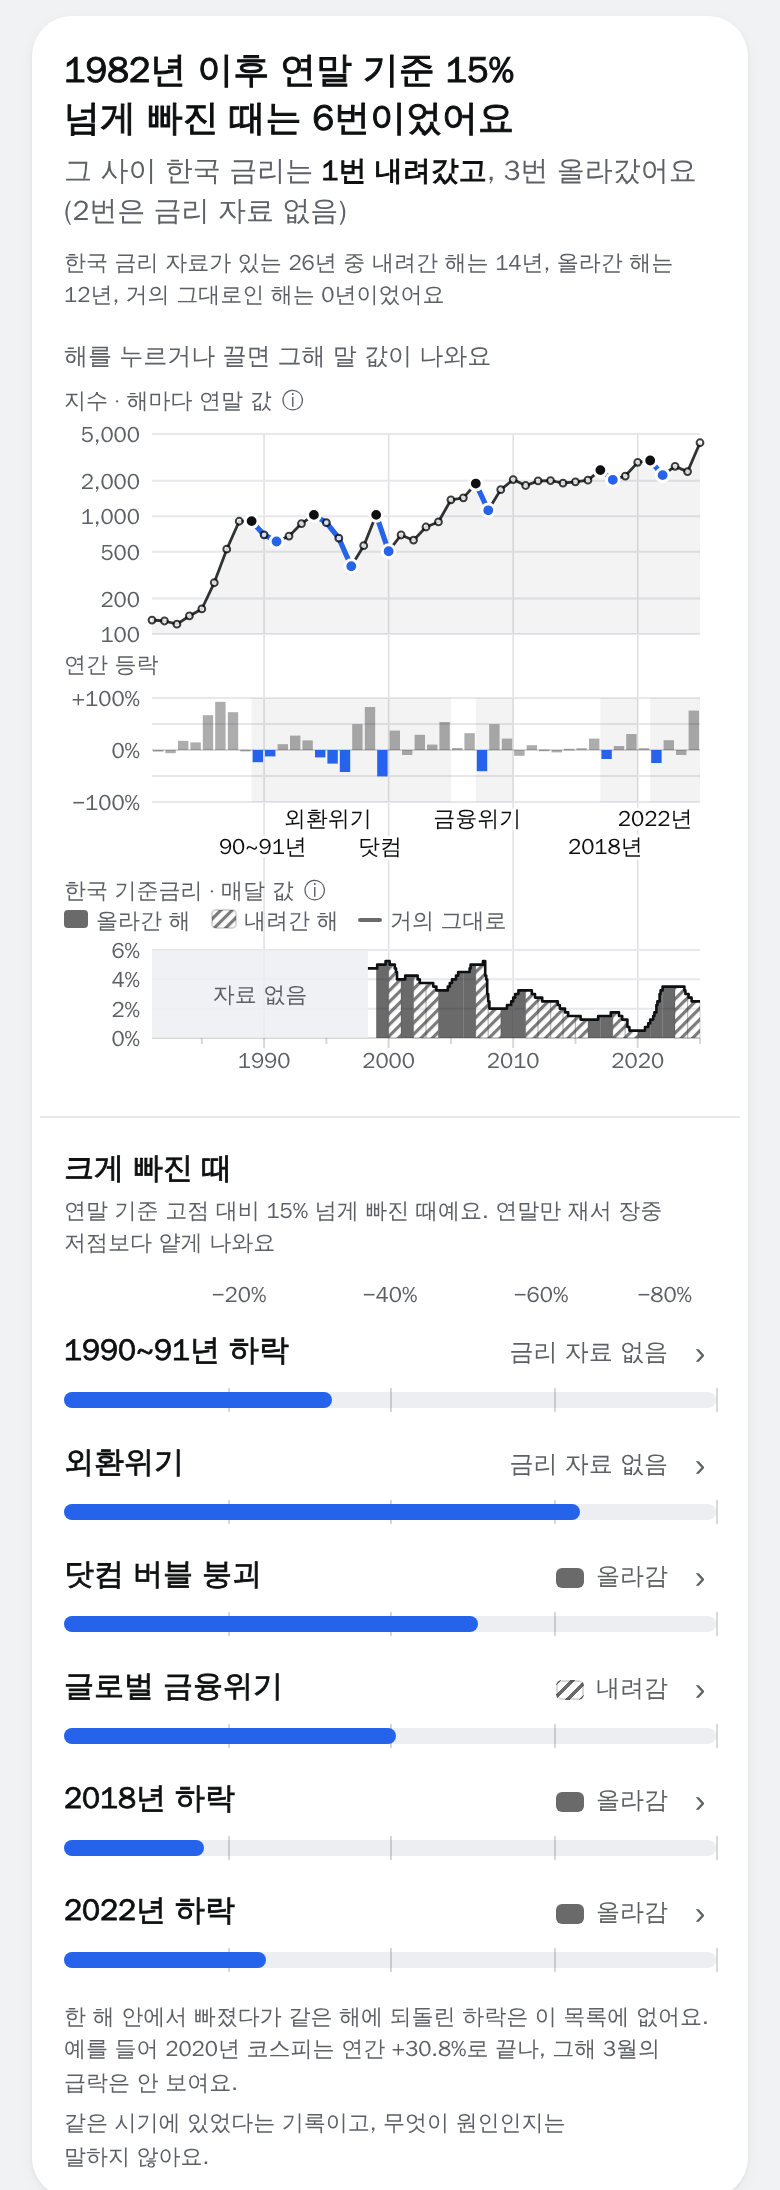 1982년 이후 연말 기준 15%
넘게 빠진 때는 6번이었어요
그 사이 한국 금리는 1번 내려갔고, 3번 올라갔어요
(2번은 금리 자료 없음)
한국 금리 자료가 있는 26년 중 내려간 해는 14년, 올라간 해는
12년, 거의 그대로인 해는 0년이었어요
해를 누르거나 끌면 그해 말 값이 나와요
지수 · 해마다 연말 값 ⓘ
5,000
2,000
1,000
500
200
100
연간 등락
+100%
0%
−100%
외환위기 금융위기 2022년
90~91년 닷컴 2018년
한국 기준금리 · 매달 값 ⓘ
올라간 해 내려간 해 거의 그대로
6%
4%
자료 없음
2%
0%
1990 2000 2010 2020
크게 빠진 때
연말 기준 고점 대비 15% 넘게 빠진 때예요. 연말만 재서 장중
저점보다 얕게 나와요
−20% −40% −60% −80%
1990~91년 하락 금리 자료 없음 ›
외환위기 금리 자료 없음 ›
닷컴 버블 붕괴 올라감 ›
글로벌 금융위기 내려감 ›
2018년 하락 올라감 ›
2022년 하락 올라감 ›
한 해 안에서 빠졌다가 같은 해에 되돌린 하락은 이 목록에 없어요.
예를 들어 2020년 코스피는 연간 +30.8%로 끝나, 그해 3월의
급락은 안 보여요.
같은 시기에 있었다는 기록이고, 무엇이 원인인지는
말하지 않아요.